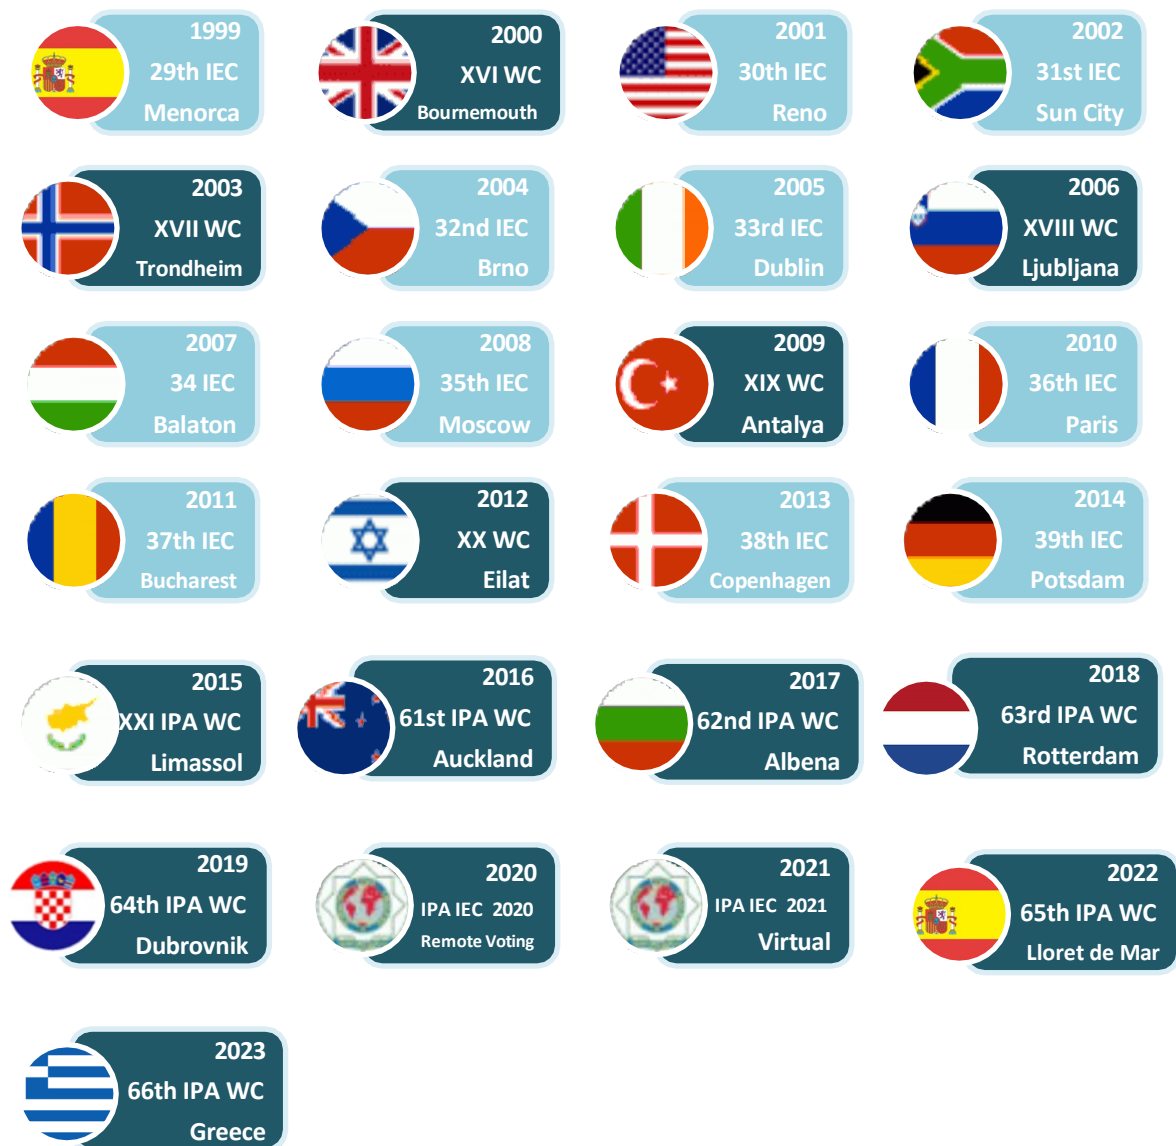 1999
29th IEC
Menorca
2000
XVI WC
Bournemouth
2001
30th IEC
Reno
2002
31st IEC
Sun City
2003
XVII WC
Trondheim
2004
32nd IEC
Brno
2005
33rd IEC
Dublin
2006
XVIII WC
Ljubljana
2007
34 IEC
Balaton
2008
35th IEC
Moscow
2009
XIX WC
Antalya
2010
36th IEC
Paris
2011
37th IEC
Bucharest
2012
XX WC
Eilat
2013
38th IEC
Copenhagen
2014
39th IEC
Potsdam
2015
XXI IPA WC
Limassol
2016
61st IPA WC
Auckland
2017
62nd IPA WC
Albena
2018
63rd IPA WC
Rotterdam
2019
64th IPA WC
Dubrovnik
2020
IPA IEC 2020
Remote Voting
2021
IPA IEC 2021
Virtual
2022
65th IPA WC
Lloret de Mar
2023
66th IPA WC
Greece